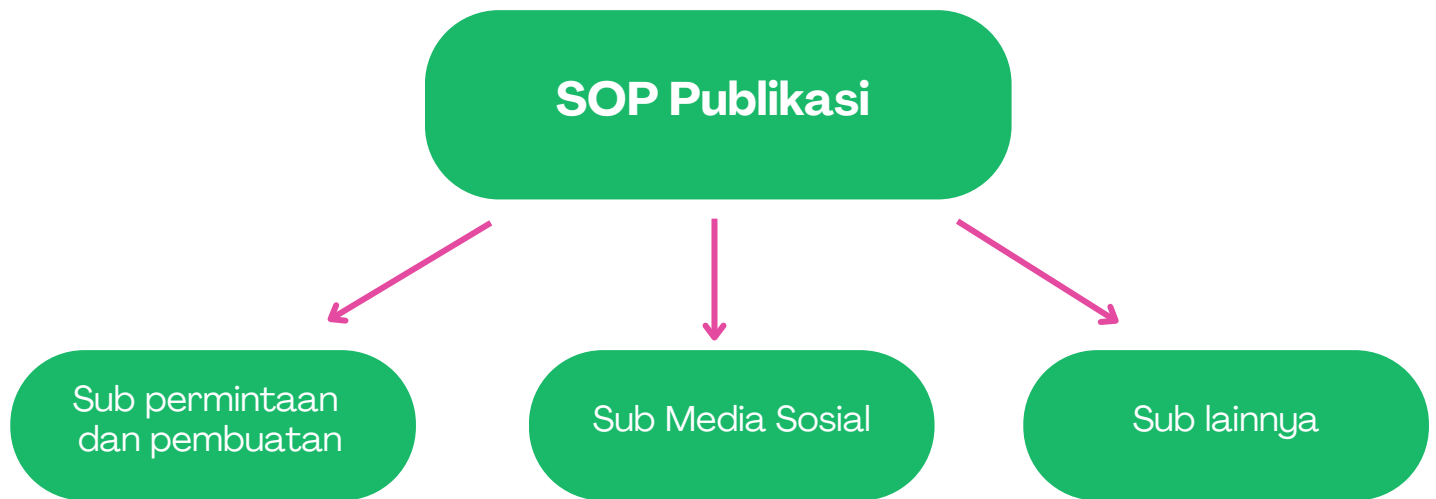 SOP Publikasi
Sub permintaan
dan pembuatan
Sub Media Sosial
Sub lainnya